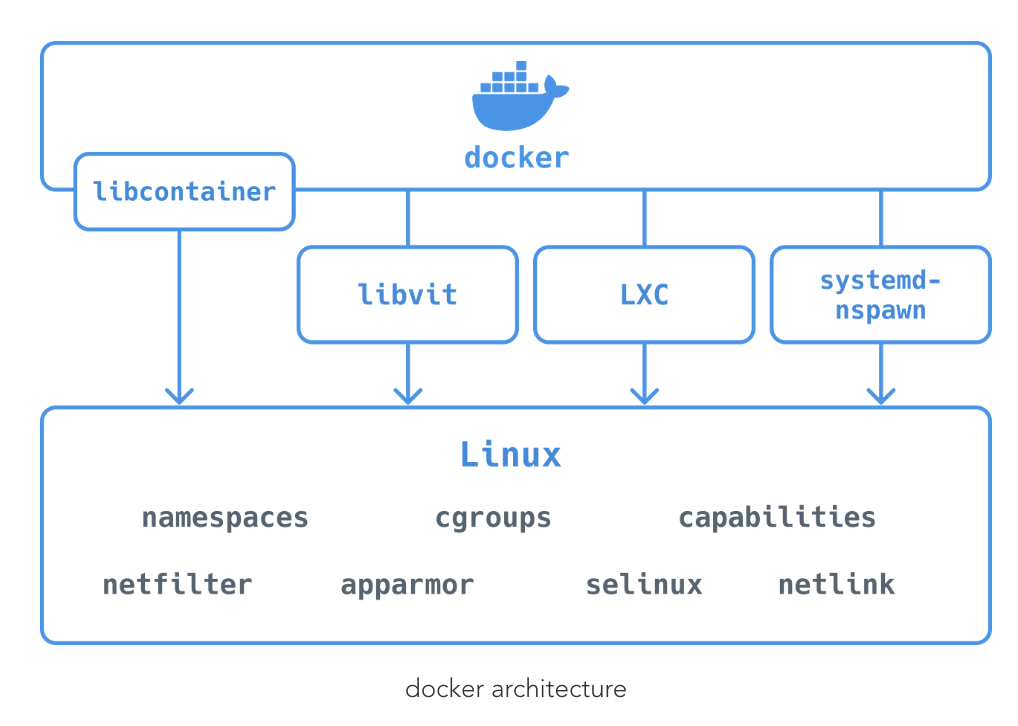 docker
libcontainer
libvit
LXC
systemd-
nspawn
Linux
namespaces cgroups capabilities
netfilter apparmor selinux netlink
docker architecture